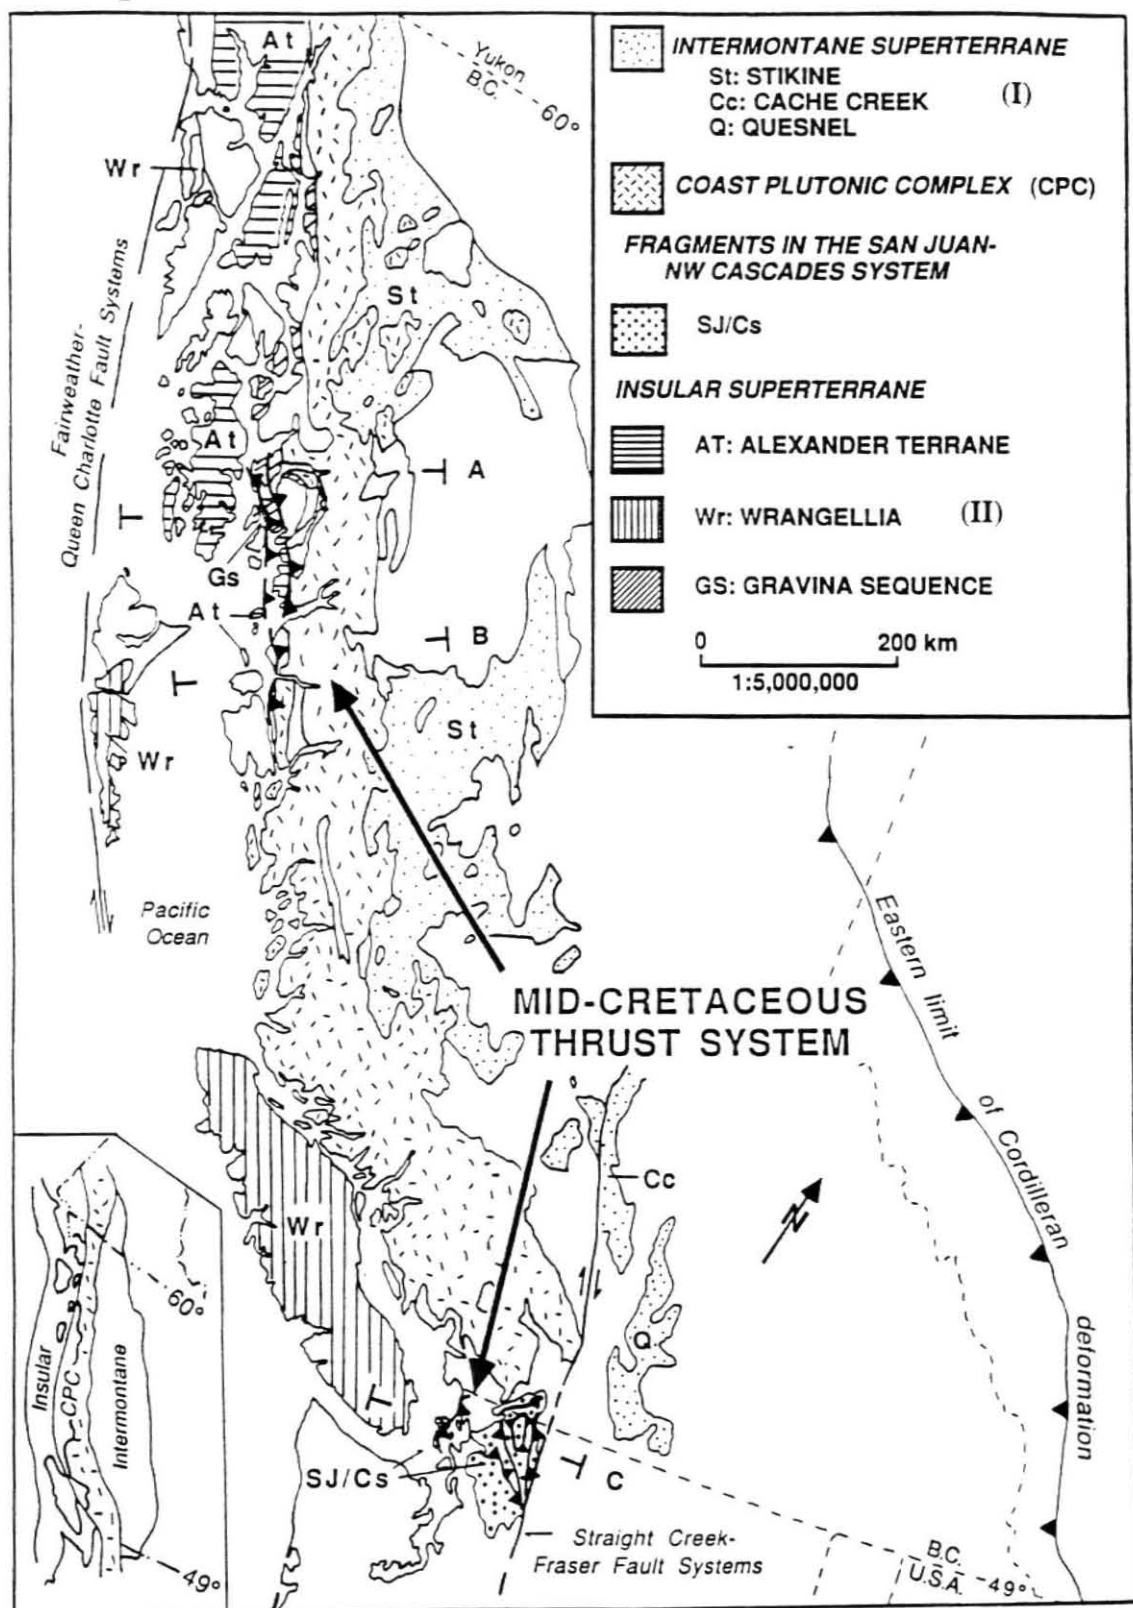 INTERMONTANE SUPERTERRANE
St: STIKINE
Cc: CACHE CREEK (I)
Q: QUESNEL
COAST PLUTONIC COMPLEX (CPC)
FRAGMENTS IN THE SAN JUAN-
NW CASCADES SYSTEM
SJ/Cs
INSULAR SUPERTERRANE
AT: ALEXANDER TERRANE
Wr: WRANGELLIA (II)
GS: GRAVINA SEQUENCE
0 200 km
1:5,000,000
At
Yukon
B.C.
60°
Wr
Fairweather-
Queen Charlotte Fault Systems
St
At
A
Gs
At
B
St
Wr
Pacific
Ocean
MID-CRETACEOUS
THRUST SYSTEM
Eastern limit
of Cordilleran
deformation
Cc
N
Wr
Q
SJ/Cs
C
Straight Creek-
Fraser Fault Systems
B.C.
U.S.A.
49°
Insular
CPC
Intermontane
60°
49°